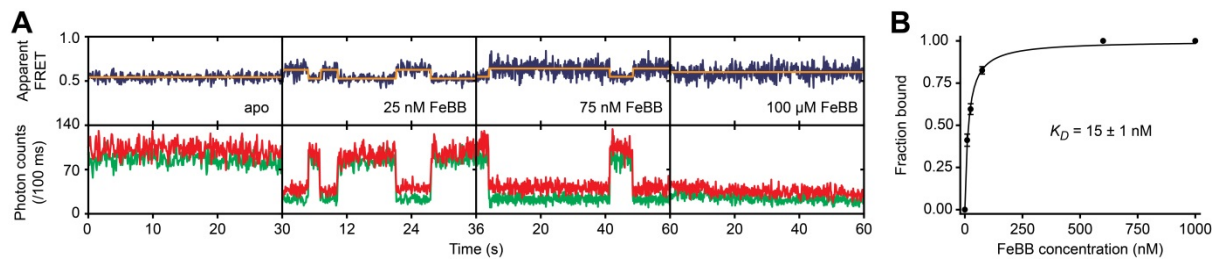 A
Apparent
FRET
1.0
0.5
apo
25 nM FeBB
75 nM FeBB
100 µM FeBB
Photon counts
(/100 ms)
140
70
0
0 10 20 30 12 24 36 20 40 60 20 40 60
Time (s)
B
Fraction bound
1.00
0.75
0.50
0.25
0.00
K_D = 15 ± 1 nM
0 250 500 750 1000
FeBB concentration (nM)